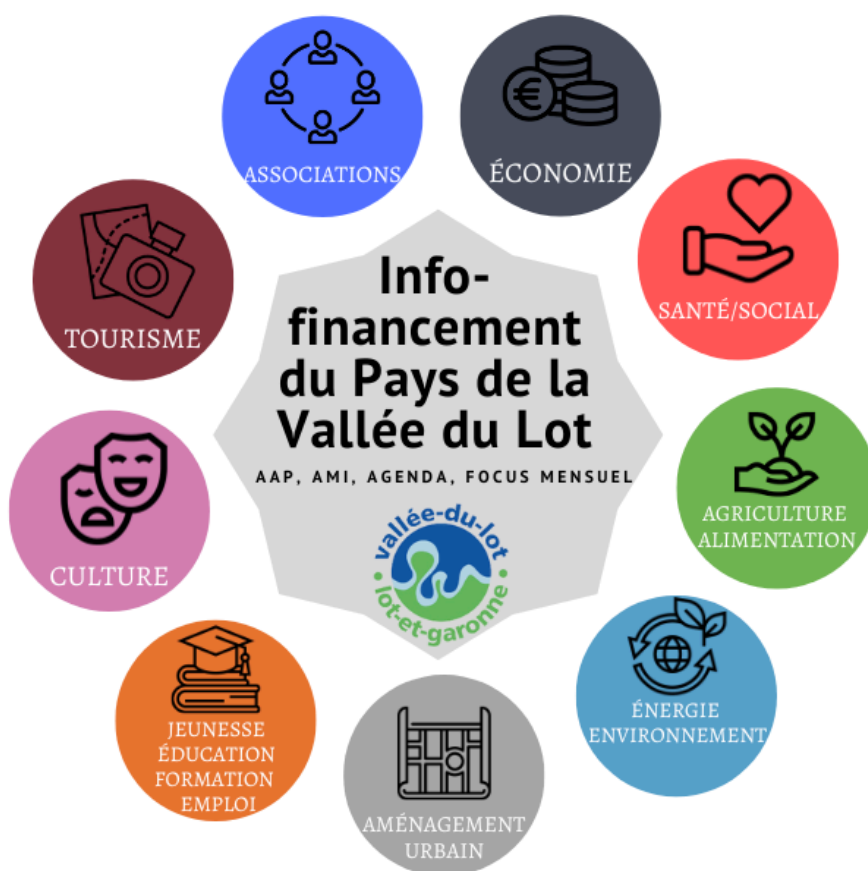 ASSOCIATIONS
ÉCONOMIE
SANTÉ/SOCIAL
TOURISME
Info-
financement
du Pays de la
Vallée du Lot
AAP, AMI, AGENDA, FOCUS MENSUEL
vallée-du-lot
lot-et-garonne
AGRICULTURE
ALIMENTATION
CULTURE
ÉNERGIE
ENVIRONNEMENT
JEUNESSE
ÉDUCATION
FORMATION
EMPLOI
AMÉNAGEMENT
URBAIN